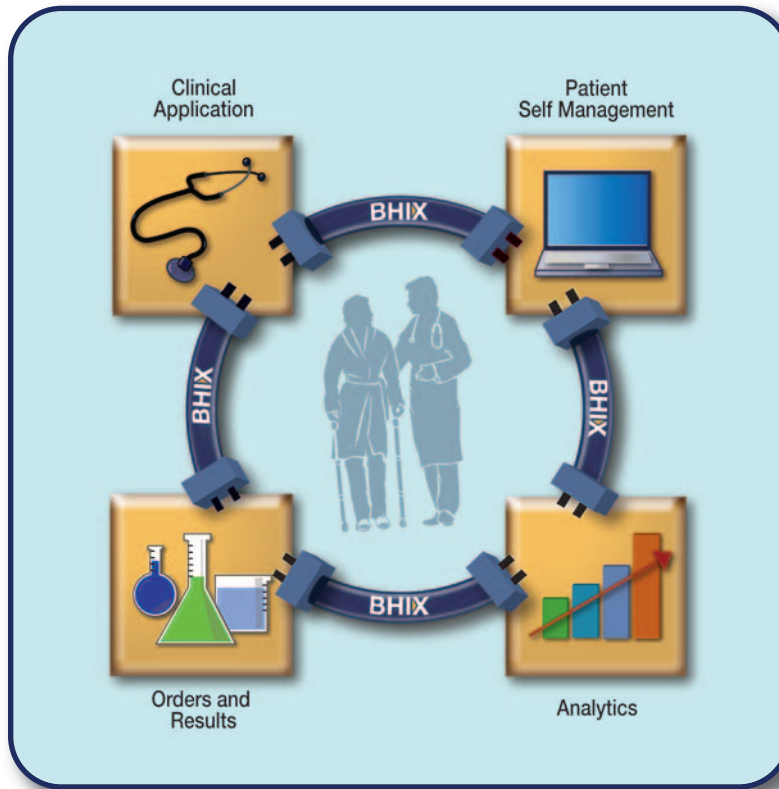 Clinical
Application
Patient
Self Management
BHIX
BHIX
BHIX
BHIX
Orders and
Results
Analytics